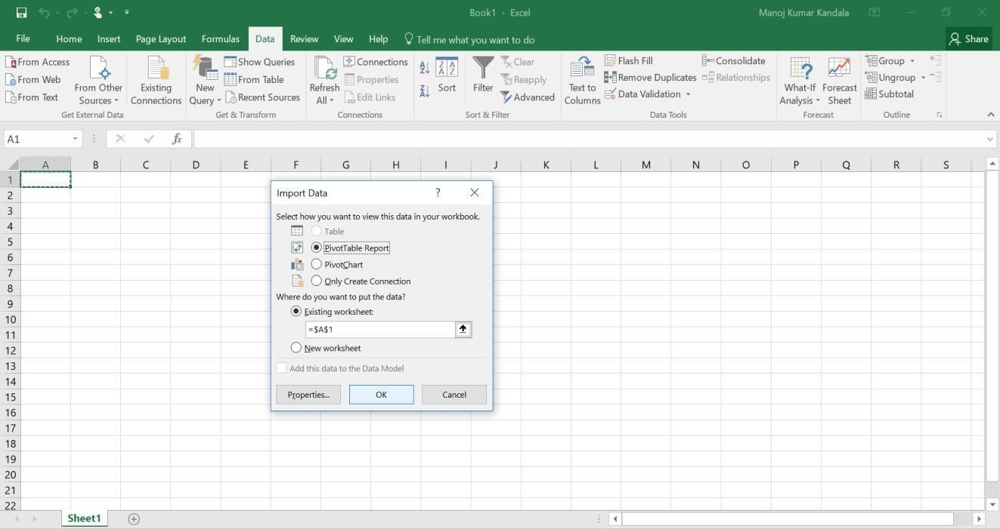 Book1 - Excel
Manoj Kumar Kandala
File Home Insert Page Layout Formulas Data Review View Help Tell me what you want to do Share
From Access
From Web
From Text
From Other Sources
Existing Connections
Get External Data
New Query
Show Queries
From Table
Recent Sources
Get & Transform
Refresh All
Connections
Properties
Edit Links
Connections
Sort
Filter
Clear
Reapply
Advanced
Sort & Filter
Text to Columns
Flash Fill
Remove Duplicates
Data Validation
Consolidate
Relationships
Data Tools
What-If Analysis
Forecast Sheet
Forecast
Group
Ungroup
Subtotal
Outline
A1
fx
A B C D E F G H I J K L M N O P Q R S
1
2
3
4
5
6
7
8
9
10
11
12
13
14
15
16
17
18
19
20
21
22
Import Data ?
Select how you want to view this data in your workbook.
Table
PivotTable Report
PivotChart
Only Create Connection
Where do you want to put the data?
Existing worksheet:
=$A$1
New worksheet
Add this data to the Data Model
Properties... OK Cancel
Sheet1